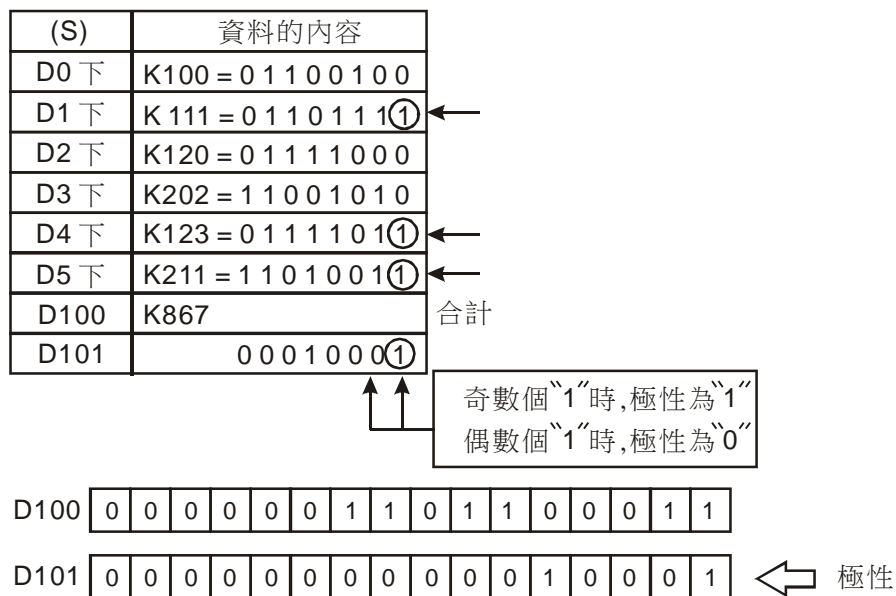 (S) 資料的內容
D0 下 K100 = 0 1 1 0 0 1 0 0
D1 下 K 111 = 0 1 1 0 1 1 1 1
D2 下 K120 = 0 1 1 1 1 0 0 0
D3 下 K202 = 1 1 0 0 1 0 1 0
D4 下 K123 = 0 1 1 1 1 0 1 1
D5 下 K211 = 1 1 0 1 0 0 1 1
D100 K867 合計
D101 0 0 0 1 0 0 0 1
奇數個〝1〞時,極性為〝1〞
偶數個〝1〞時,極性為〝0〞
D100 0 0 0 0 0 0 1 1 0 1 1 0 0 0 1 1
D101 0 0 0 0 0 0 0 0 0 0 0 1 0 0 0 1 極性